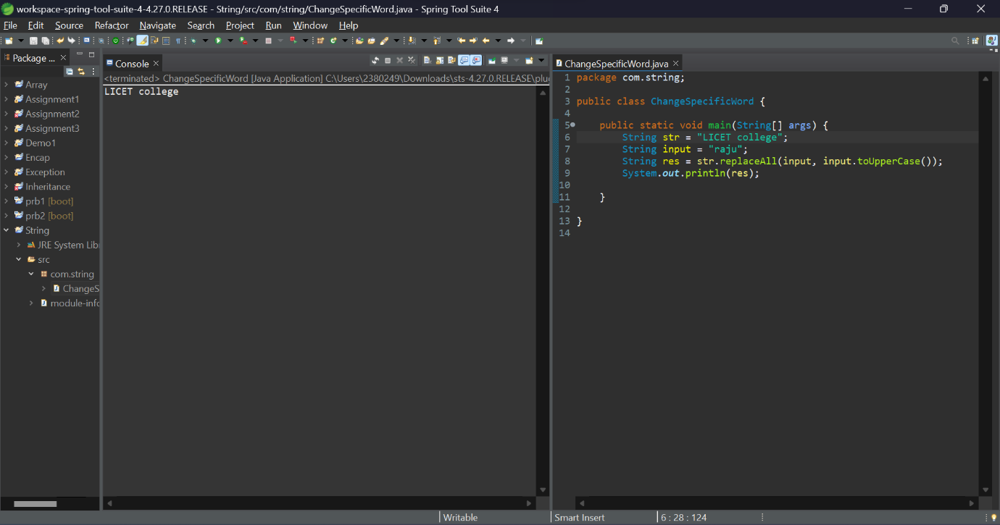 workspace-spring-tool-suite-4-4.27.0.RELEASE - String/src/com/string/ChangeSpecificWord.java - Spring Tool Suite 4
File Edit Source Refactor Navigate Search Project Run Window Help
Package ...
Array
Assignment1
Assignment2
Assignment3
Demo1
Encap
Exception
Inheritance
prb1 [boot]
prb2 [boot]
String
JRE System Lib
src
com.string
ChangeS
module-info
Console
<terminated> ChangeSpecificWord [Java Application] C:\Users\2380249\Downloads\sts-4.27.0.RELEASE\plu
LICET college
ChangeSpecificWord.java
1 package com.string;
2
3 public class ChangeSpecificWord {
4
5 public static void main(String[] args) {
6 String str = "LICET college";
7 String input = "raju";
8 String res = str.replaceAll(input, input.toUpperCase());
9 System.out.println(res);
10
11 }
12
13 }
14
Writable
Smart Insert
6 : 28 : 124